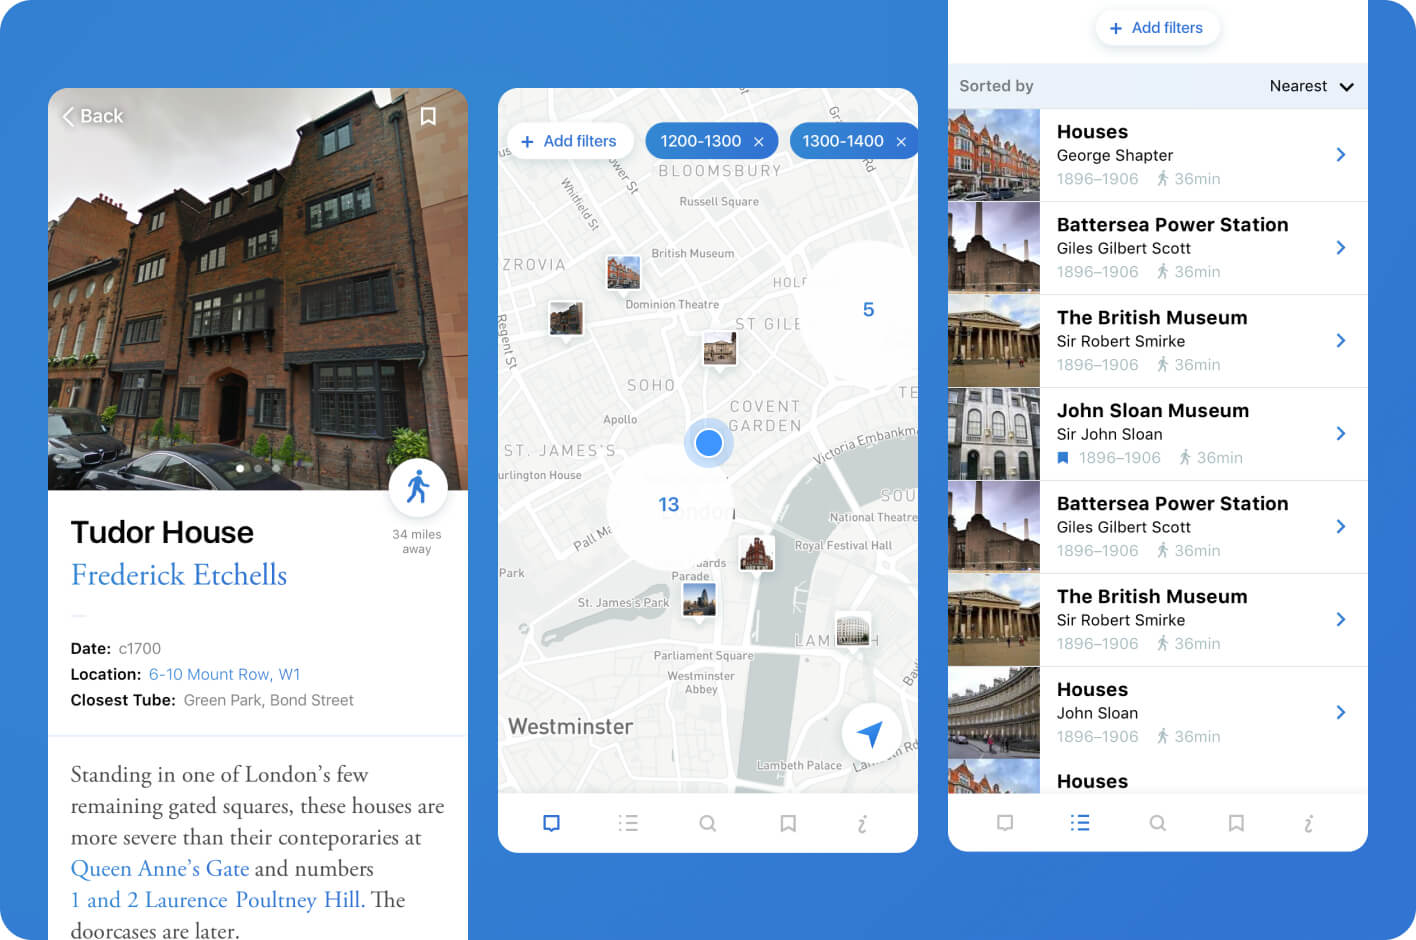 Back
Tudor House
Frederick Etchells
34 miles
away
Date: c1700
Location: 6-10 Mount Row, W1
Closest Tube: Green Park, Bond Street
Standing in one of London’s few
remaining gated squares, these houses are
more severe than their conteporaries at
Queen Anne’s Gate and numbers
1 and 2 Laurence Poultney Hill. The
doorcases are later.
+ Add filters
1200-1300 ×
1300-1400 ×
BLOOMSBURY
Russell Square
Whitfield St
ower St
British Museum
ZROVIA
HOL
Dominion Theatre
5
ST GILE
Regent St
SOHO
COVENT
GARDEN
TE
Apollo
Victoria Embankm
ST. JAMES’S
urlington House
13
London
SOU
National Theatre
Royal Festival Hall
Pall Ma
uards
Parade
Park
St. James’s Park
LAM H
Parliament Square
Westminster
Abbey
Westminster
Lambeth Palace
Rd
+ Add filters
Sorted by
Nearest
Houses
George Shapter
1896–1906 36min
Battersea Power Station
Giles Gilbert Scott
1896–1906 36min
The British Museum
Sir Robert Smirke
1896–1906 36min
John Sloan Museum
Sir John Sloan
1896–1906 36min
Battersea Power Station
Giles Gilbert Scott
1896–1906 36min
The British Museum
Sir Robert Smirke
1896–1906 36min
Houses
John Sloan
1896–1906 36min
Houses